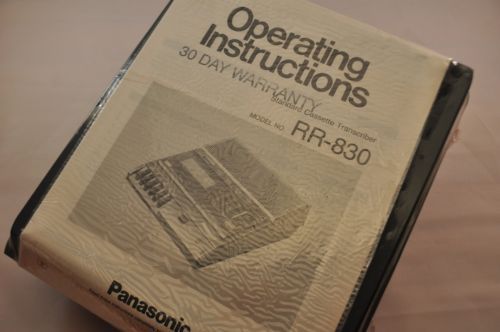 Operating
Instructions
30 DAY WARRANTY
Standard Cassette Transcriber
MODEL NO. RR-830
Panasonic